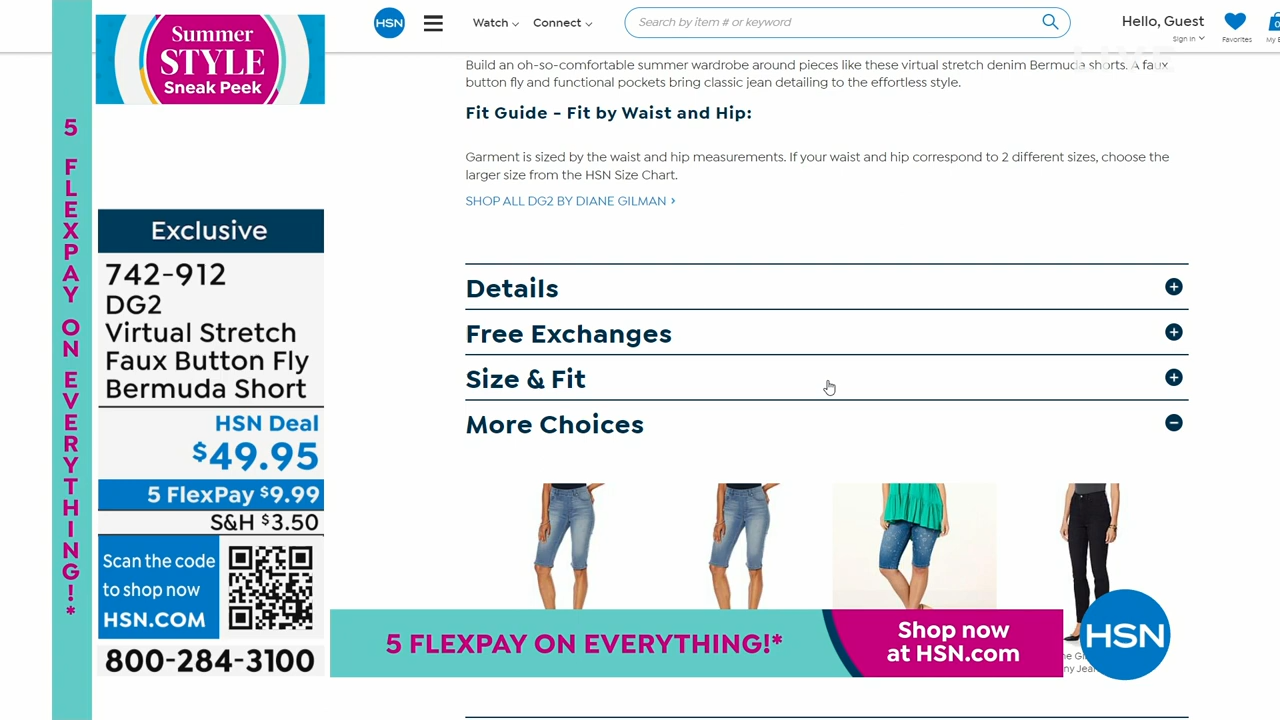 5 FLEXPAY ON EVERYTHING!*
Summer
STYLE
Sneak Peek
Exclusive
742-912
DG2
Virtual Stretch
Faux Button Fly
Bermuda Short
HSN Deal
$49.95
5 FlexPay $9.99
S&H $3.50
Scan the code
to shop now
HSN.COM
800-284-3100
HSN
Watch
Connect
Search by item # or keyword
Hello, Guest
Sign In
Favorites
My
0
LIVE
Build an oh-so-comfortable summer wardrobe around pieces like these virtual stretch denim Bermuda shorts. A faux
button fly and functional pockets bring classic jean detailing to the effortless style.
Fit Guide - Fit by Waist and Hip:
Garment is sized by the waist and hip measurements. If your waist and hip correspond to 2 different sizes, choose the
larger size from the HSN Size Chart.
SHOP ALL DG2 BY DIANE GILMAN >
Details
Free Exchanges
Size & Fit
More Choices
5 FLEXPAY ON EVERYTHING!*
Shop now
at HSN.com
HSN